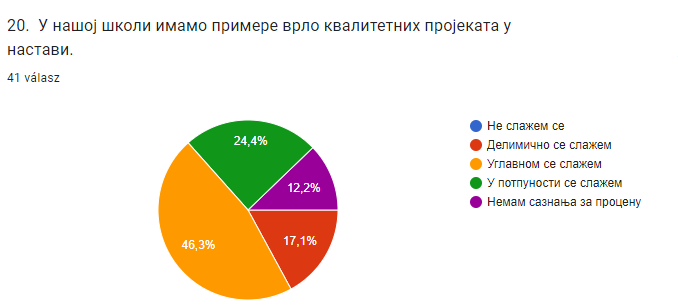 20.  У нашој школи имамо примере врло квалитетних пројеката у
настави.
41 válasz
24,4%
12,2%
46,3%
17,1%
Не слажем се
Делимично се слажем
Углавном се слажем
У потпуности се слажем
Немам сазнања за процену